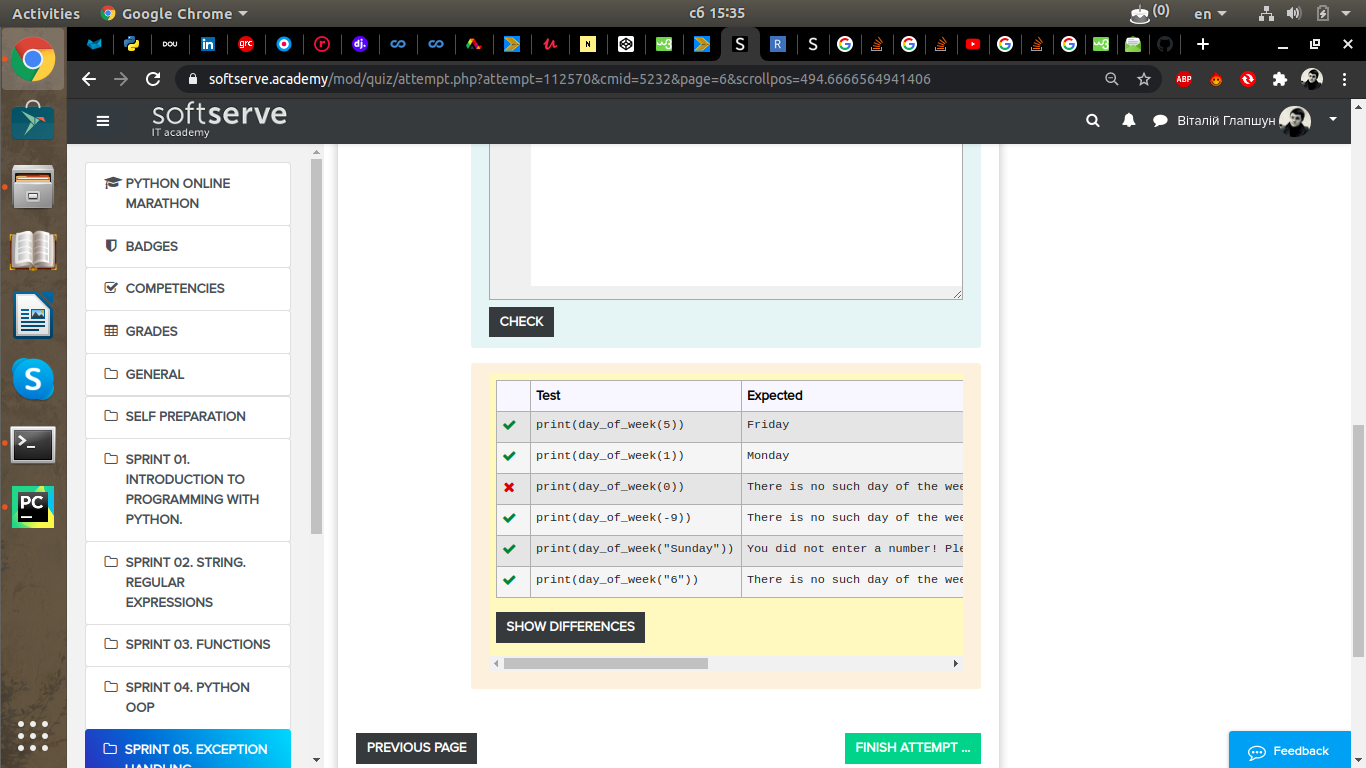 Activities
Google Chrome
сб 15:35
(0)
en
DOU
in
grc
r
dj.
N
S
R
S
softserve.academy/mod/quiz/attempt.php?attempt=112570&cmid=5232&page=6&scrollpos=494.6666564941406
ABP
softserve
IT academy
Віталій Глапшун
PYTHON ONLINE
MARATHON
BADGES
COMPETENCIES
GRADES
GENERAL
SELF PREPARATION
SPRINT 01.
INTRODUCTION TO
PROGRAMMING WITH
PYTHON.
SPRINT 02. STRING.
REGULAR
EXPRESSIONS
SPRINT 03. FUNCTIONS
SPRINT 04. PYTHON
OOP
SPRINT 05. EXCEPTION
HANDLING
CHECK
Test Expected
print(day_of_week(5)) Friday
print(day_of_week(1)) Monday
print(day_of_week(0)) There is no such day of the wee
print(day_of_week(-9)) There is no such day of the wee
print(day_of_week("Sunday")) You did not enter a number! Ple
print(day_of_week("6")) There is no such day of the wee
SHOW DIFFERENCES
PREVIOUS PAGE
FINISH ATTEMPT ...
Feedback
S
>_
PC